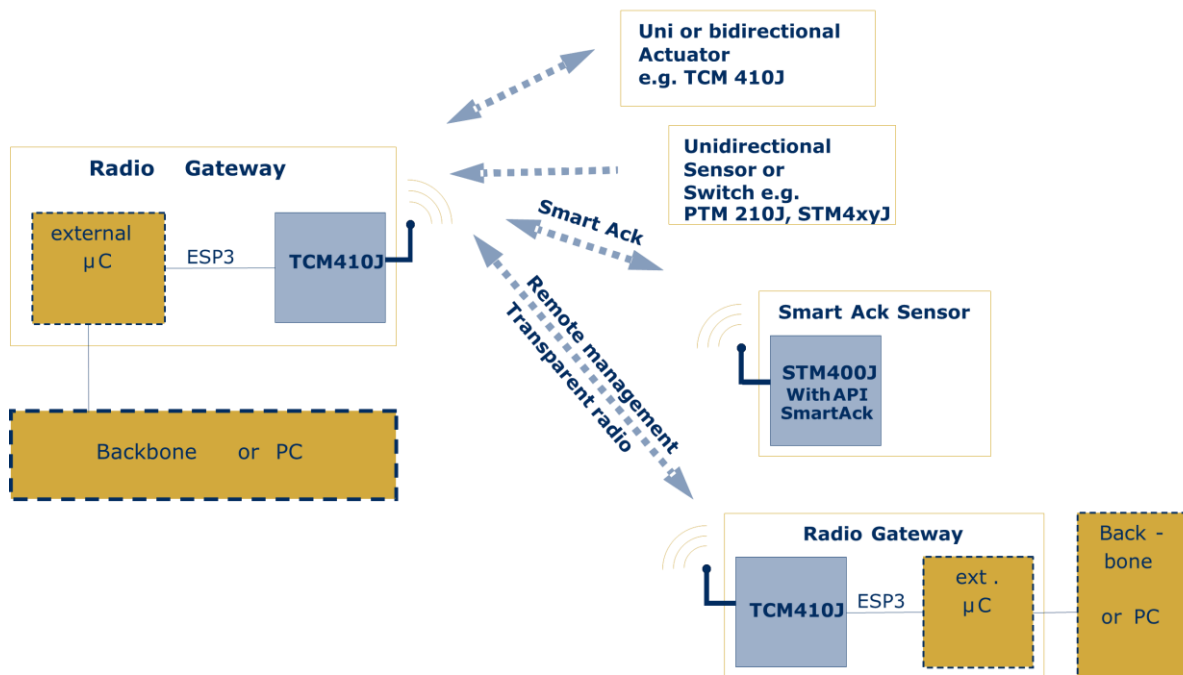 Uni or bidirectional
Actuator
e.g. TCM 410J
Unidirectional
Sensor or
Switch e.g.
PTM 210J, STM4xyJ
Radio Gateway
external
µC
ESP3
TCM410J
Smart Ack
Remote management
Transparent radio
Smart Ack Sensor
STM400J
With API
SmartAck
Backbone or PC
Radio Gateway
TCM410J
ESP3
ext .
µC
Back -
bone
or PC